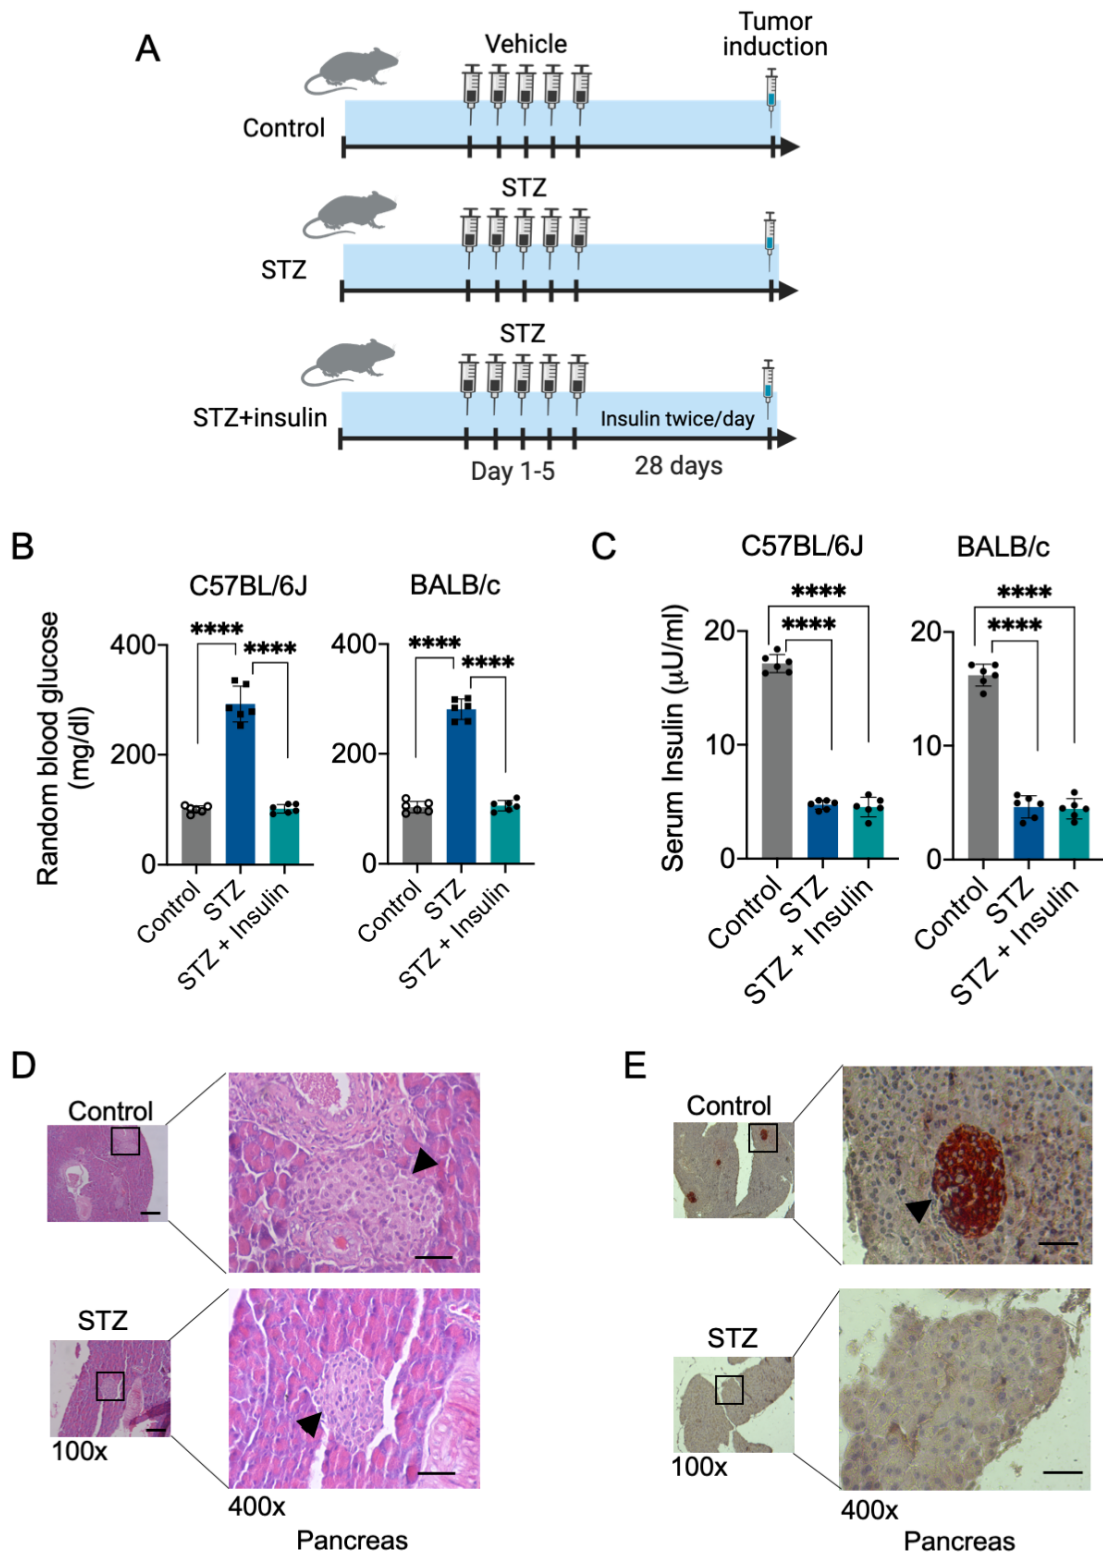 A
Vehicle
Tumor
induction
Control
STZ
STZ
STZ
STZ+insulin
Insulin twice/day
Day 1-5
28 days
B
C57BL/6J
BALB/c
Random blood glucose
(mg/dl)
400
200
0
****
****
Control
STZ
STZ + Insulin
400
200
0
****
****
Control
STZ
STZ + Insulin
C
C57BL/6J
BALB/c
Serum Insulin (µU/ml)
20
10
0
****
****
Control
STZ
STZ + Insulin
20
10
0
****
****
Control
STZ
STZ + Insulin
D
Control
STZ
100x
400x
Pancreas
E
Control
STZ
100x
400x
Pancreas